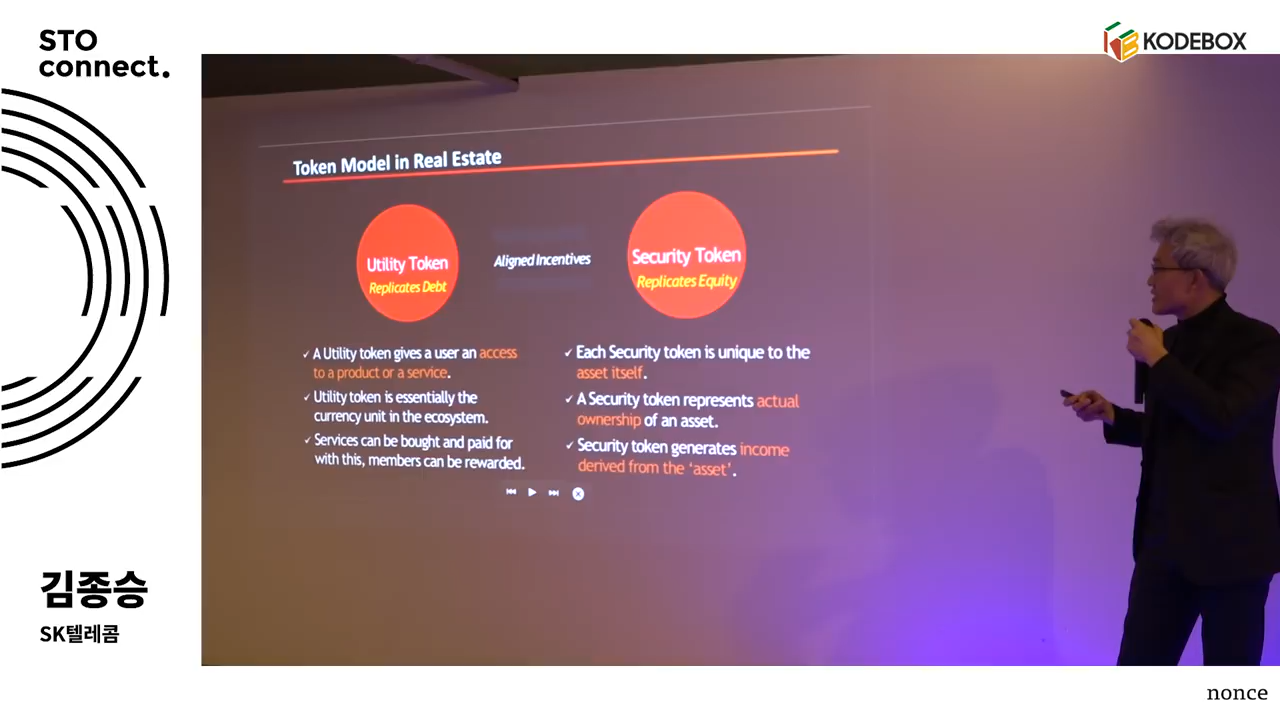 STO
connect.
KODEBOX
Token Model in Real Estate
Utility Token
Replicates Debt
Aligned Incentives
Security Token
Replicates Equity
✓ A Utility token gives a user an access
to a product or a service.
✓ Utility token is essentially the
currency unit in the ecosystem.
✓ Services can be bought and paid for
with this, members can be rewarded.
✓ Each Security token is unique to the
asset itself.
✓ A Security token represents actual
ownership of an asset.
✓ Security token generates income
derived from the ‘asset’.
김종승
SK텔레콤
nonce